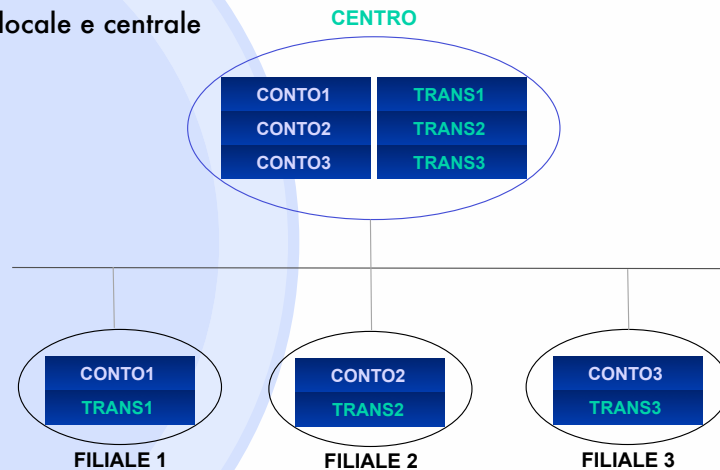 locale e centrale
CENTRO
CONTO1 TRANS1
CONTO2 TRANS2
CONTO3 TRANS3
CONTO1 CONTO2 CONTO3
TRANS1 TRANS2 TRANS3
FILIALE 1 FILIALE 2 FILIALE 3